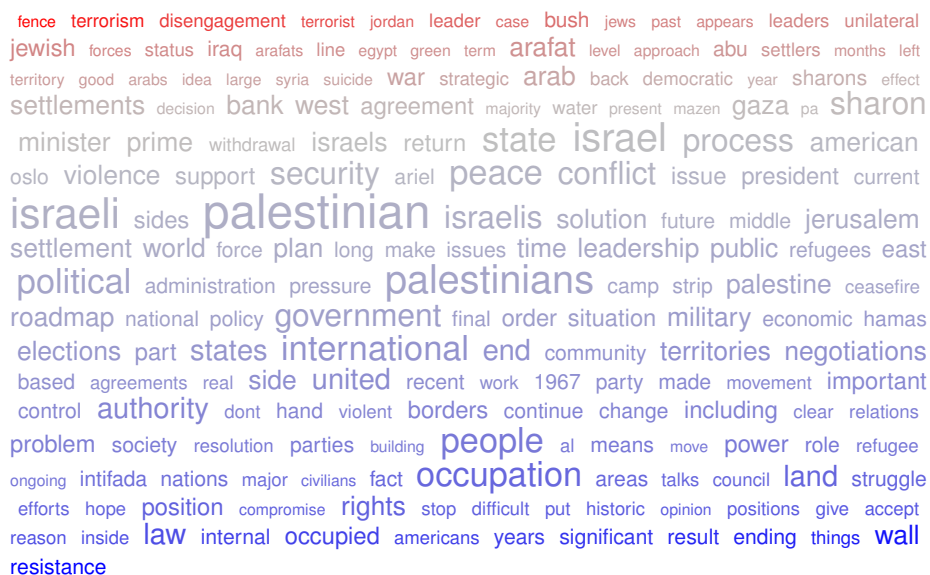 fence terrorism disengagement terrorist jordan leader case bush jews past appears leaders unilateral
jewish forces status iraq arafats line egypt green term arafat level approach abu settlers months left
territory good arabs idea large syria suicide war strategic arab back democratic year sharons effect
settlements decision bank west agreement majority water present mazen gaza pa sharon
minister prime withdrawal israels return state israel process american
oslo violence support security ariel peace conflict issue president current
israeli sides palestinian israelis solution future middle jerusalem
settlement world force plan long make issues time leadership public refugees east
political administration pressure palestinians camp strip palestine ceasefire
roadmap national policy government final order situation military economic hamas
elections part states international end community territories negotiations
based agreements real side united recent work 1967 party made movement important
control authority dont hand violent borders continue change including clear relations
problem society resolution parties building people al means move power role refugee
ongoing intifada nations major civilians fact occupation areas talks council land struggle
efforts hope position compromise rights stop difficult put historic opinion positions give accept
reason inside law internal occupied americans years significant result ending things wall
resistance